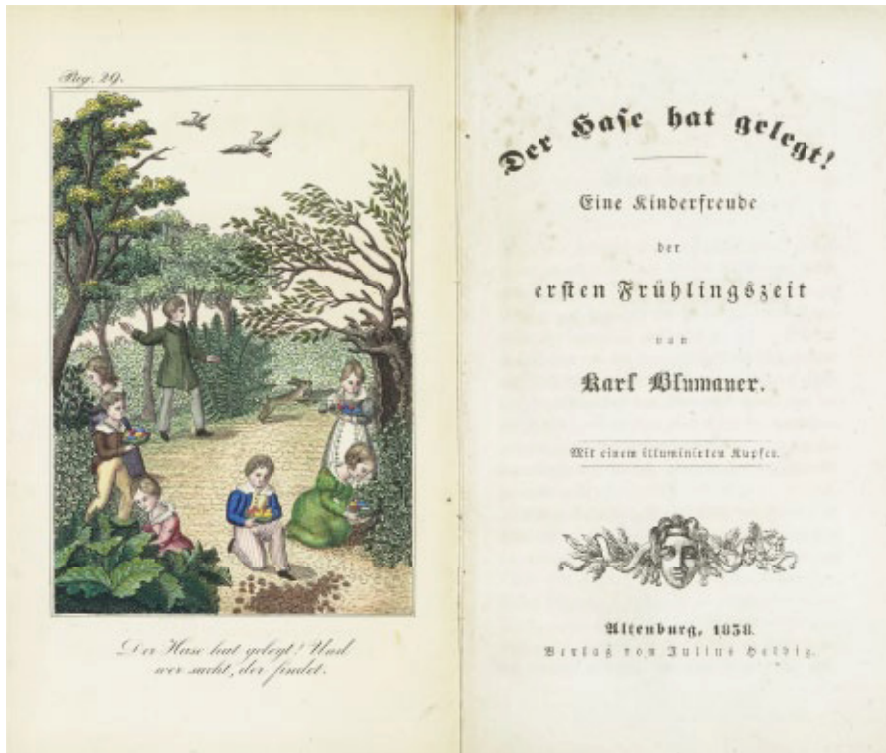 Pag. 29.
Der Hase hat gelegt! Und
wer sucht, der findet.
Der Hase hat gelegt!
Eine Kinderfreude
der
ersten Frühlingszeit
von
Karl Blumauer.
Mit einem illuminirten Kupfer.
Altenburg, 1838.
Verlag von Julius Helbig.